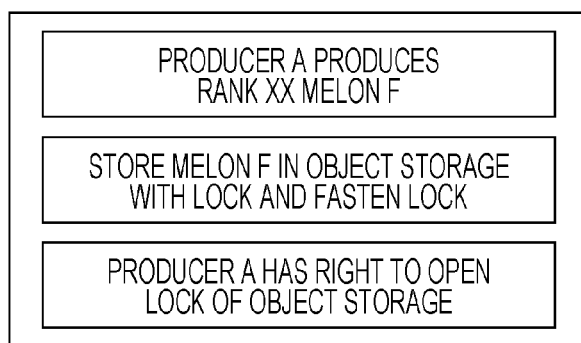 PRODUCER A PRODUCES
RANK XX MELON F
STORE MELON F IN OBJECT STORAGE
WITH LOCK AND FASTEN LOCK
PRODUCER A HAS RIGHT TO OPEN
LOCK OF OBJECT STORAGE